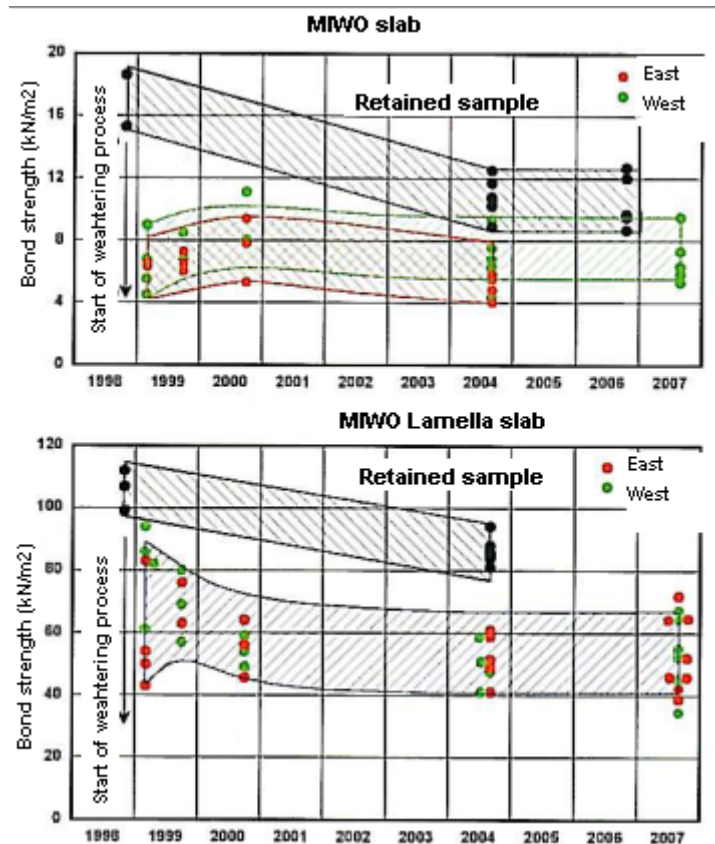 MIWO slab
20
16
12
8
4
0
Bond strength (kN/m2)
Start of weahtering process
Retained sample
East
West
1998 1999 2000 2001 2002 2003 2004 2005 2006 2007
MIWO Lamella slab
120
100
80
60
40
20
0
Bond strength (kN/m2)
Start of weahtering process
Retained sample
East
West
1998 1999 2000 2001 2002 2003 2004 2005 2006 2007